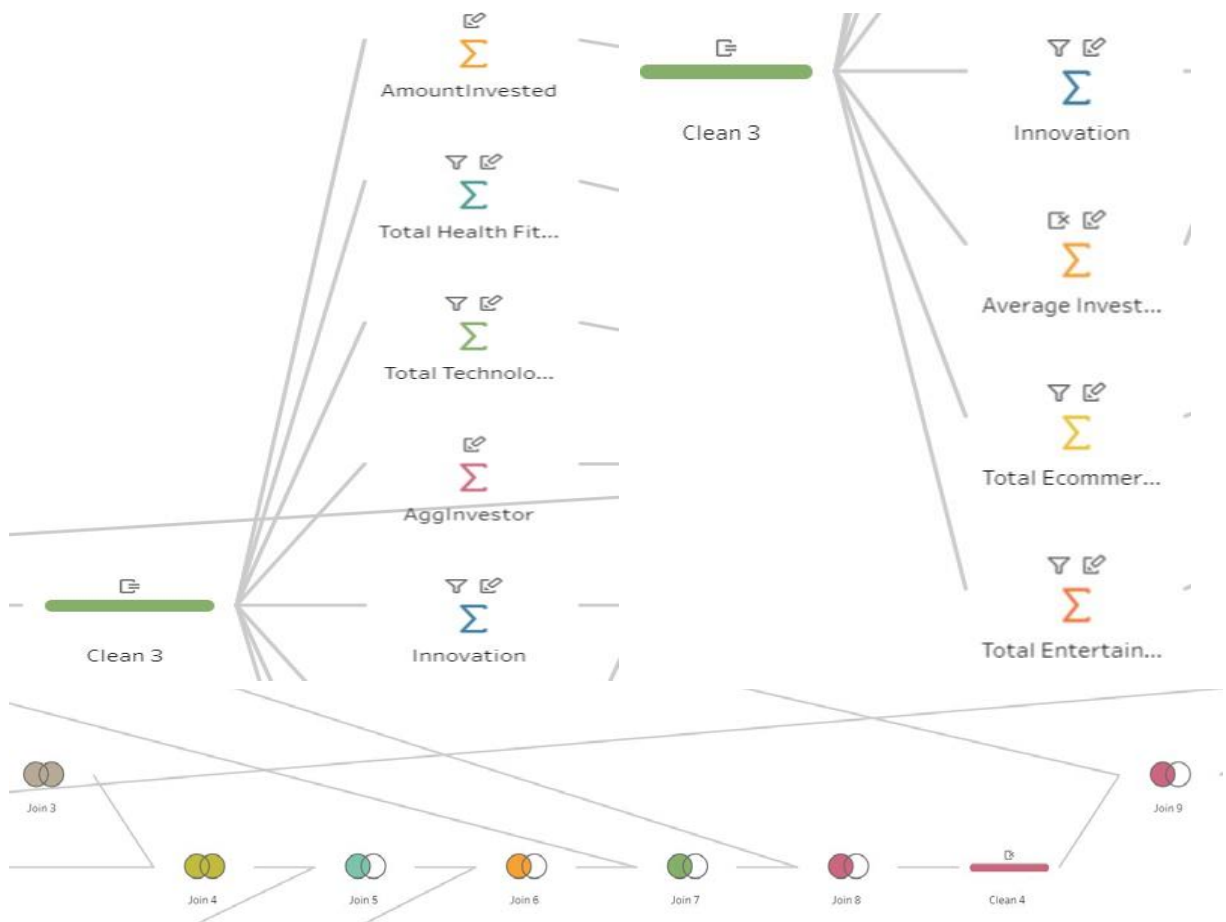 AmountInvested
Total Health Fit...
Total Technolo...
AggInvestor
Clean 3
Innovation
Clean 3
Innovation
Average Invest...
Total Ecommer...
Total Entertain...
Join 3
Join 9
Join 4
Join 5
Join 6
Join 7
Join 8
Clean 4